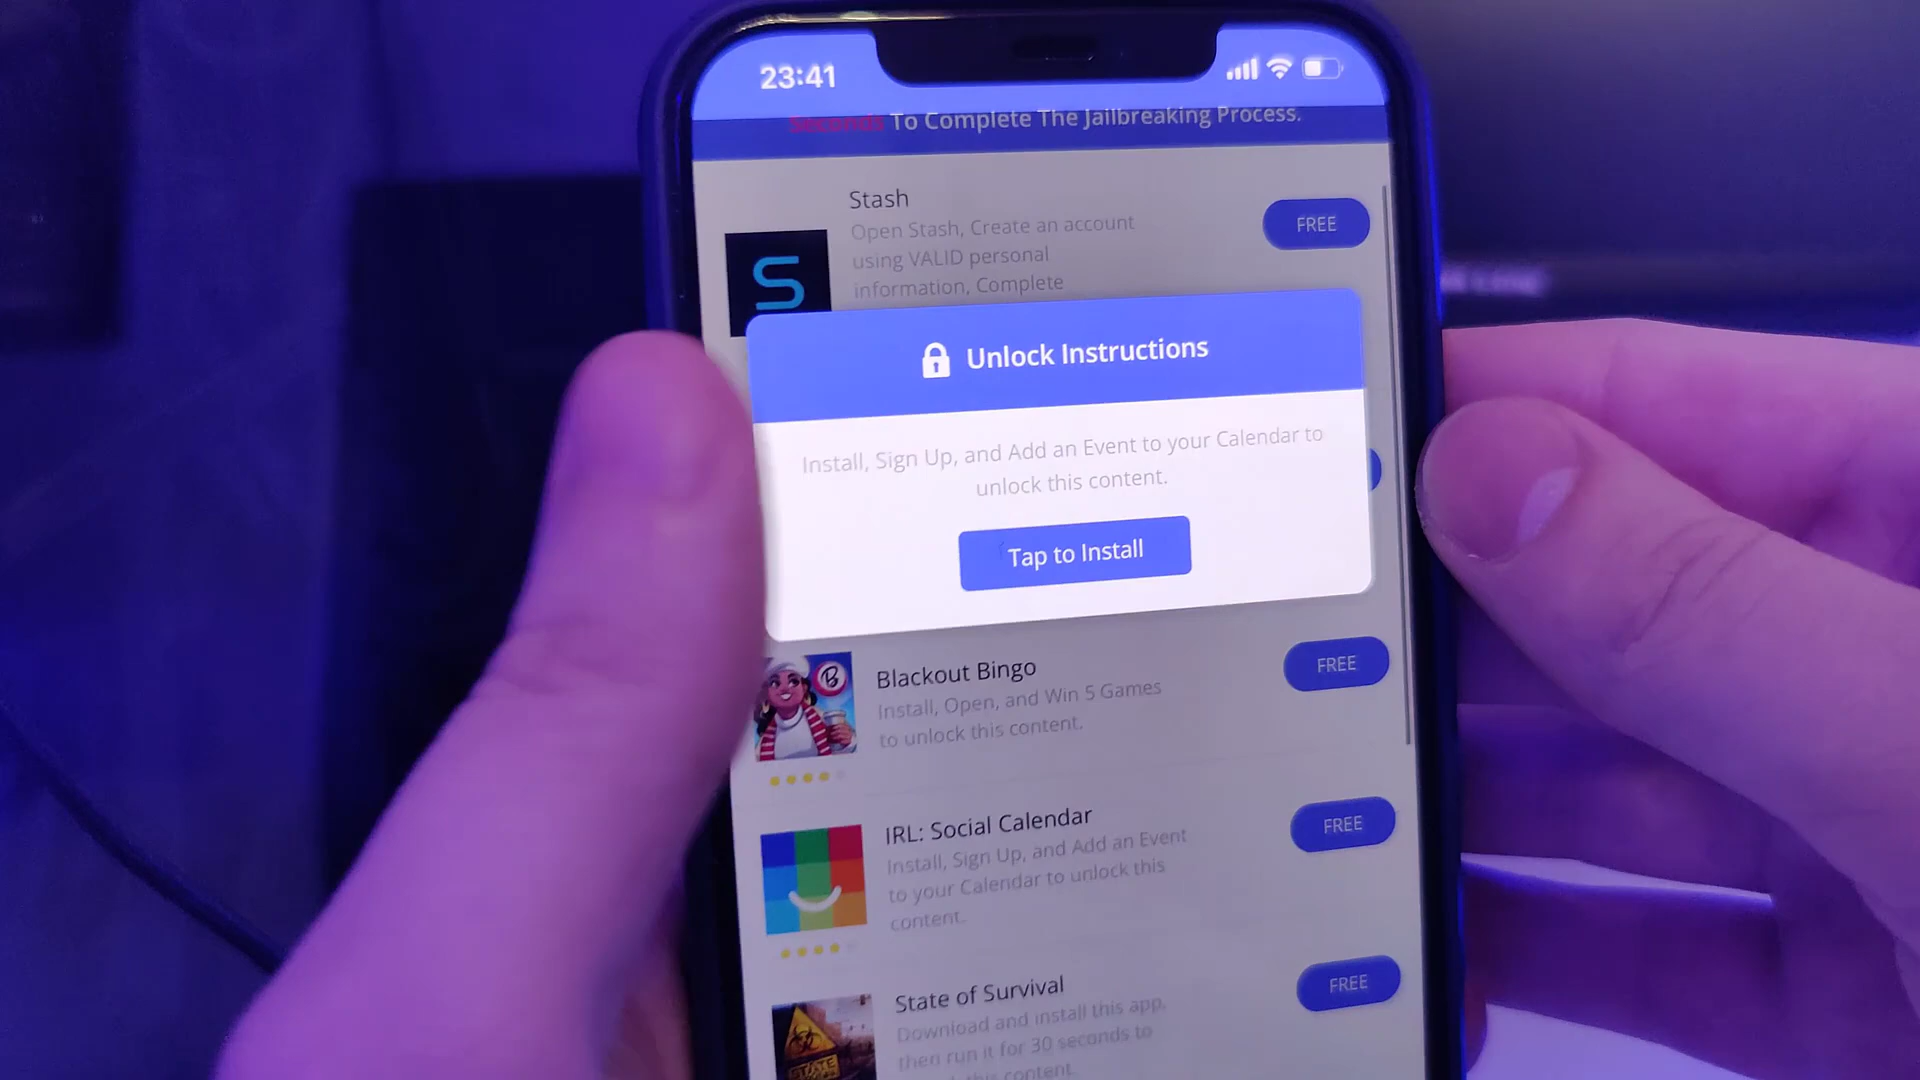 23:41
Seconds To Complete The Jailbreaking Process.
Stash
Open Stash, Create an account
using VALID personal
information, Complete
FREE
S
Unlock Instructions
Install, Sign Up, and Add an Event to your Calendar to
unlock this content.
Tap to Install
B
Blackout Bingo
Install, Open, and Win 5 Games
to unlock this content.
FREE
IRL: Social Calendar
Install, Sign Up, and Add an Event
to your Calendar to unlock this
content.
FREE
State of Survival
Download and install this app,
then run it for 30 seconds to
this content.
FREE
STATE